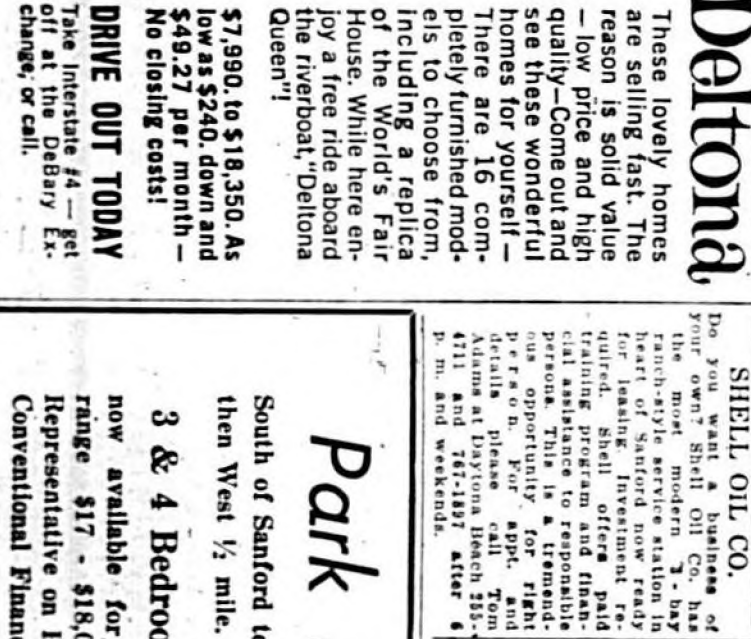 Deltona
These lovely homes
are selling fast. The
reason is solid value
— low price and high
quality—Come out and
see these wonderful
homes for yourself —
There are 16 com-
pletely furnished mod-
els to choose from,
including a replica
of the World's Fair
House. While here en-
joy a free ride aboard
the riverboat, "Deltona
Queen"!
$7,990. to $18,350. As
low as $240. down and
$49.27 per month —
No closing costs!
DRIVE OUT TODAY
Take Interstate #4 — get
off at the DeBary Ex-
change, or call.
SHELL OIL CO.
Do you want a business of
your own? Shell Oil Co. has
the most modern 3-bay
ranch-style service station in
heart of Sanford now ready
for leasing. Investment re-
quired. Shell offers paid
training program and finan-
cial assistance to responsible
persons. This is a tremend-
ous opportunity for right
person. For appt. and
details please call Tom
Adams at Daytona Beach 255-
4711 and 767-1897 after 6
p. m. and weekends.
Park
South of Sanford to
then West ½ mile.
3 & 4 Bedroo
now available for
range $17 - $18,0
Representative on
Conventional Financ